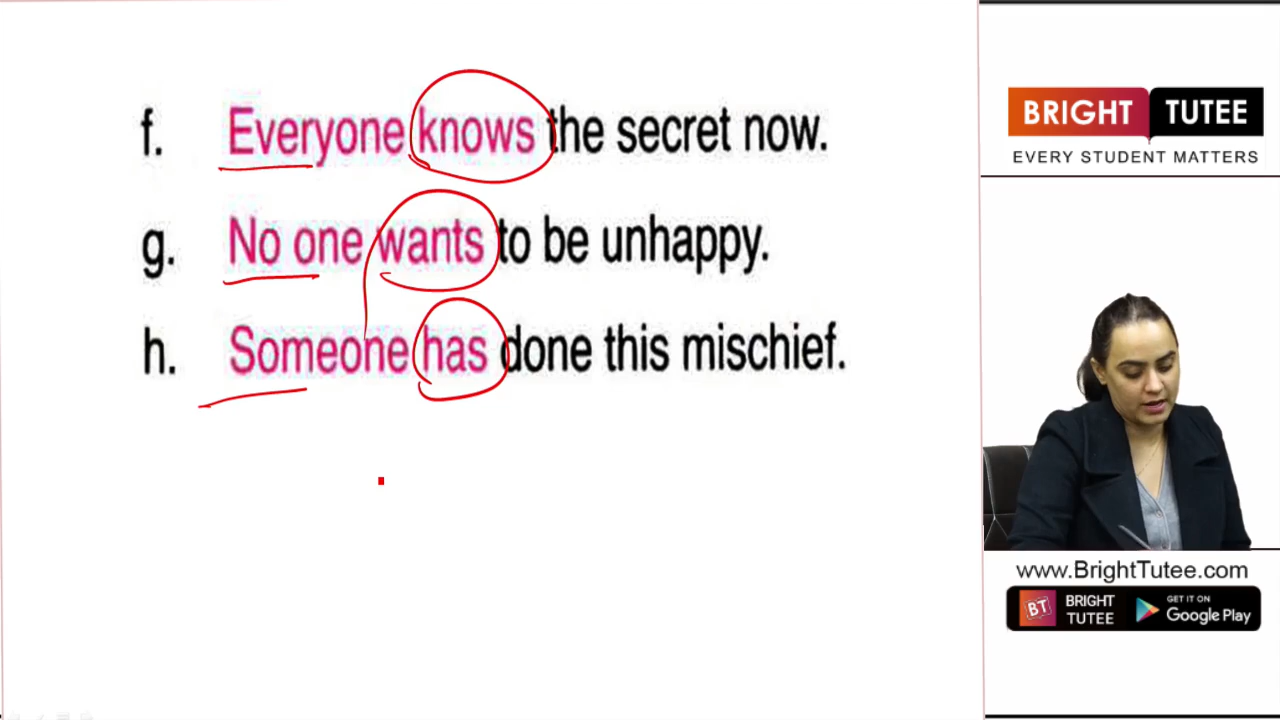 f. Everyone knows the secret now.
g. No one wants to be unhappy.
h. Someone has done this mischief.
BRIGHT TUTEE
EVERY STUDENT MATTERS
www.BrightTutee.com
BT BRIGHT TUTEE
GET IT ON
Google Play